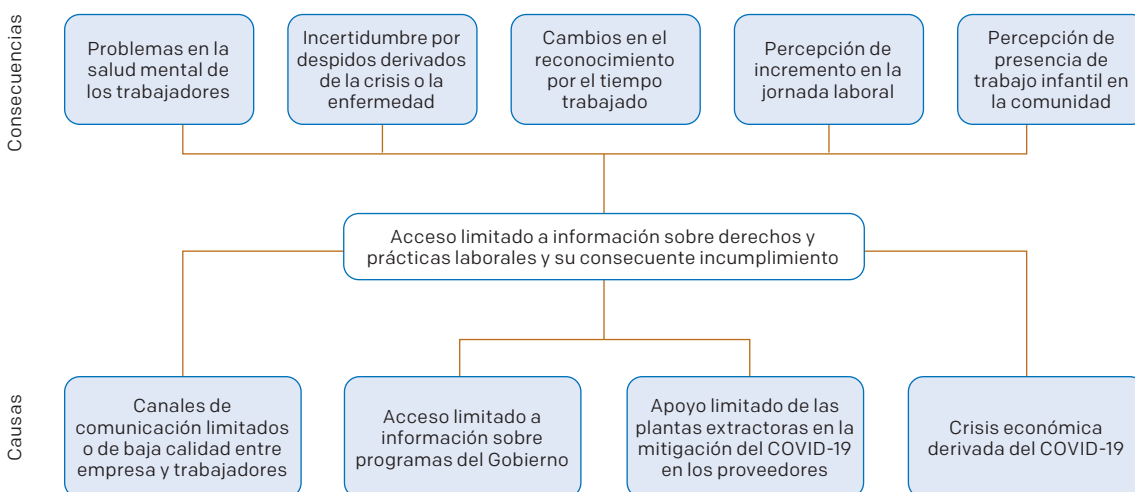 Consecuencias
Problemas en la
salud mental de
los trabajadores
Incertidumbre por
despidos derivados
de la crisis o la
enfermedad
Cambios en el
reconocimiento
por el tiempo
trabajado
Percepción de
incremento en la
jornada laboral
Percepción de
presencia de
trabajo infantil en
la comunidad
Acceso limitado a información sobre derechos y
prácticas laborales y su consecuente incumplimiento
Causas
Canales de
comunicación limitados
o de baja calidad entre
empresa y trabajadores
Acceso limitado a
información sobre
programas del Gobierno
Apoyo limitado de las
plantas extractoras en la
mitigación del COVID-19
en los proveedores
Crisis económica
derivada del COVID-19